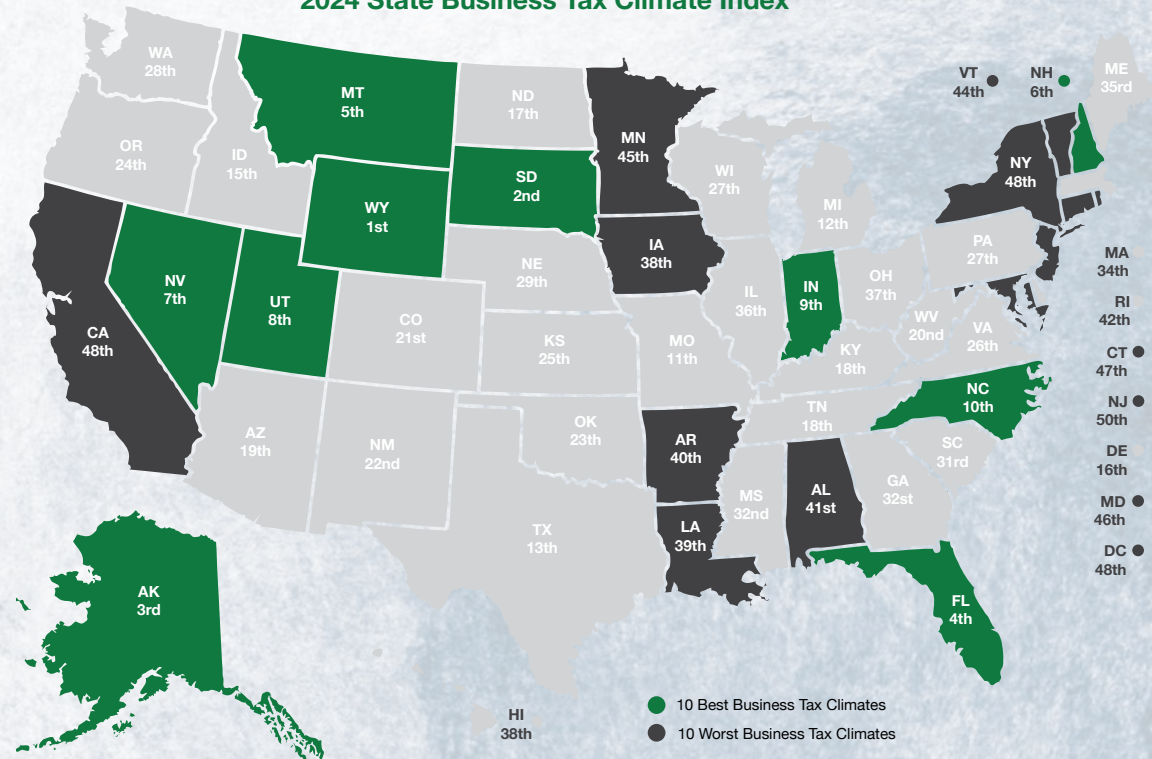 2024 State Business Tax Climate Index
WA
28th
MT
5th
ND
17th
MN
45th
VT
44th
NH
6th
ME
35rd
OR
24th
ID
15th
SD
2nd
WI
27th
NY
48th
WY
1st
MI
12th
IA
38th
PA
27th
MA
34th
NV
7th
UT
8th
NE
29th
IL
36th
IN
9th
OH
37th
RI
42th
CA
48th
CO
21st
KS
25th
MO
11th
KY
18th
WV
20nd
VA
26th
CT
47th
NC
10th
NJ
50th
AZ
19th
NM
22nd
OK
23th
AR
40th
TN
18th
SC
31rd
DE
16th
TX
13th
LA
39th
MS
32nd
AL
41st
GA
32st
MD
46th
DC
48th
AK
3rd
FL
4th
HI
38th
10 Best Business Tax Climates
10 Worst Business Tax Climates